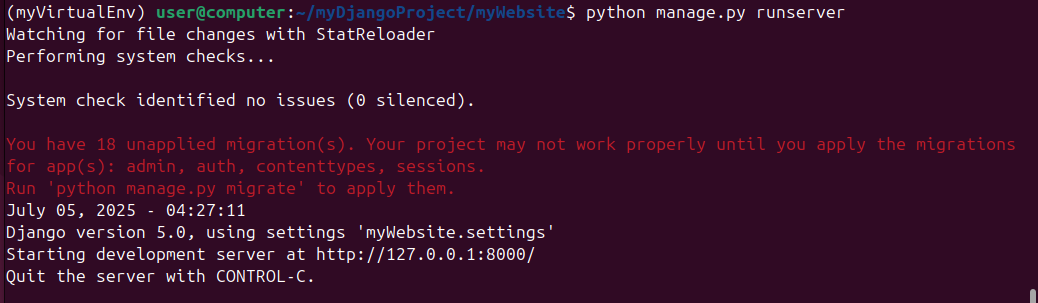 (myVirtualEnv) user@computer:~/myDjangoProject/myWebsite$ python manage.py runserver
Watching for file changes with StatReloader
Performing system checks...
System check identified no issues (0 silenced).
You have 18 unapplied migration(s). Your project may not work properly until you apply the migrations
for app(s): admin, auth, contenttypes, sessions.
Run 'python manage.py migrate' to apply them.
July 05, 2025 - 04:27:11
Django version 5.0, using settings 'myWebsite.settings'
Starting development server at http://127.0.0.1:8000/
Quit the server with CONTROL-C.